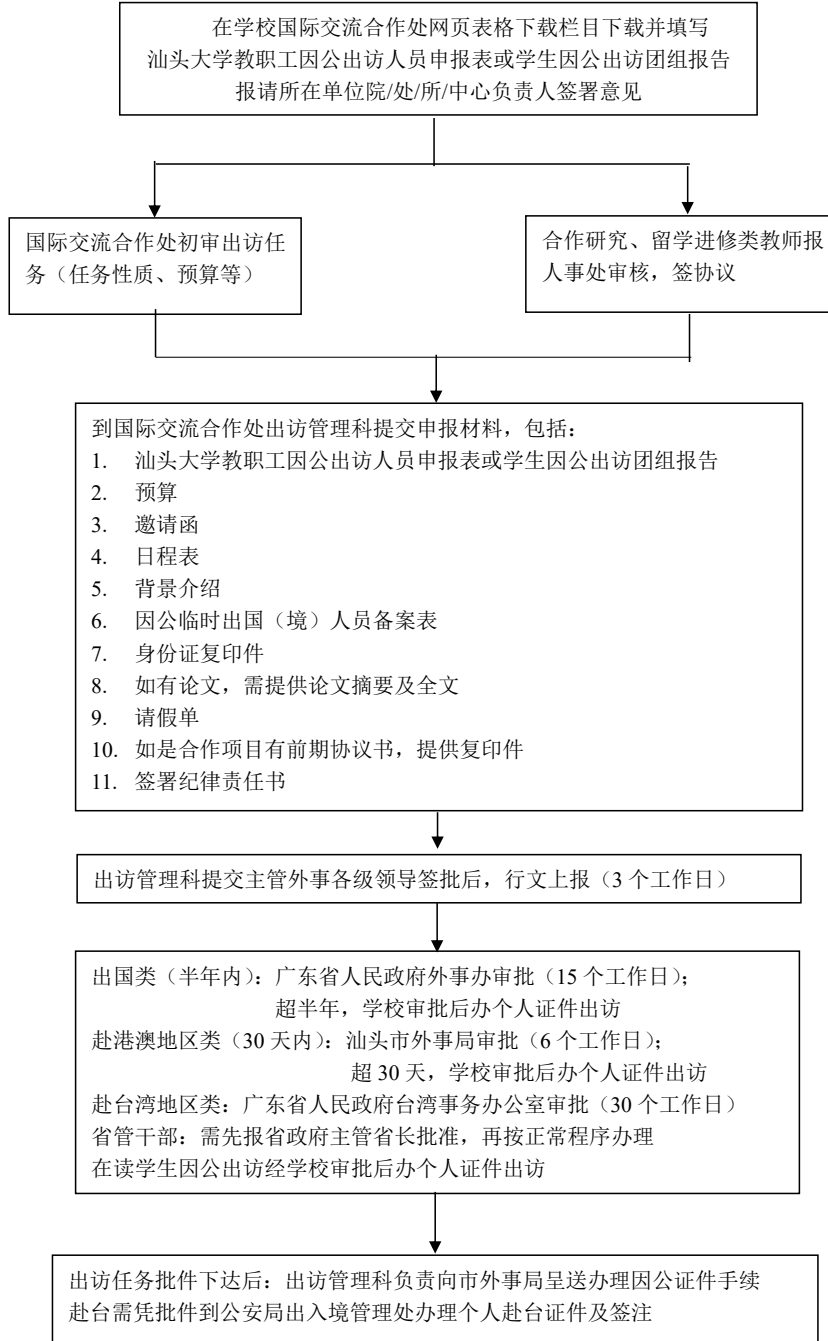 在学校国际交流合作处网页表格下载栏目下载并填写
汕头大学教职工因公出访人员申报表或学生因公出访团组报告
报请所在单位院/处/所/中心负责人签署意见
国际交流合作处初审出访任
务（任务性质、预算等）
合作研究、留学进修类教师报
人事处审核，签协议
到国际交流合作处出访管理科提交申报材料，包括：
1. 汕头大学教职工因公出访人员申报表或学生因公出访团组报告
2. 预算
3. 邀请函
4. 日程表
5. 背景介绍
6. 因公临时出国（境）人员备案表
7. 身份证复印件
8. 如有论文，需提供论文摘要及全文
9. 请假单
10. 如是合作项目有前期协议书，提供复印件
11. 签署纪律责任书
出访管理科提交主管外事各级领导签批后，行文上报（3 个工作日）
出国类（半年内）：广东省人民政府外事办审批（15 个工作日）；
超半年，学校审批后办个人证件出访
赴港澳地区类（30 天内）：汕头市外事局审批（6 个工作日）；
超 30 天，学校审批后办个人证件出访
赴台湾地区类：广东省人民政府台湾事务办公室审批（30 个工作日）
省管干部：需先报省政府主管省长批准，再按正常程序办理
在读学生因公出访经学校审批后办个人证件出访
出访任务批件下达后：出访管理科负责向市外事局呈送办理因公证件手续
赴台需凭批件到公安局出入境管理处办理个人赴台证件及签注